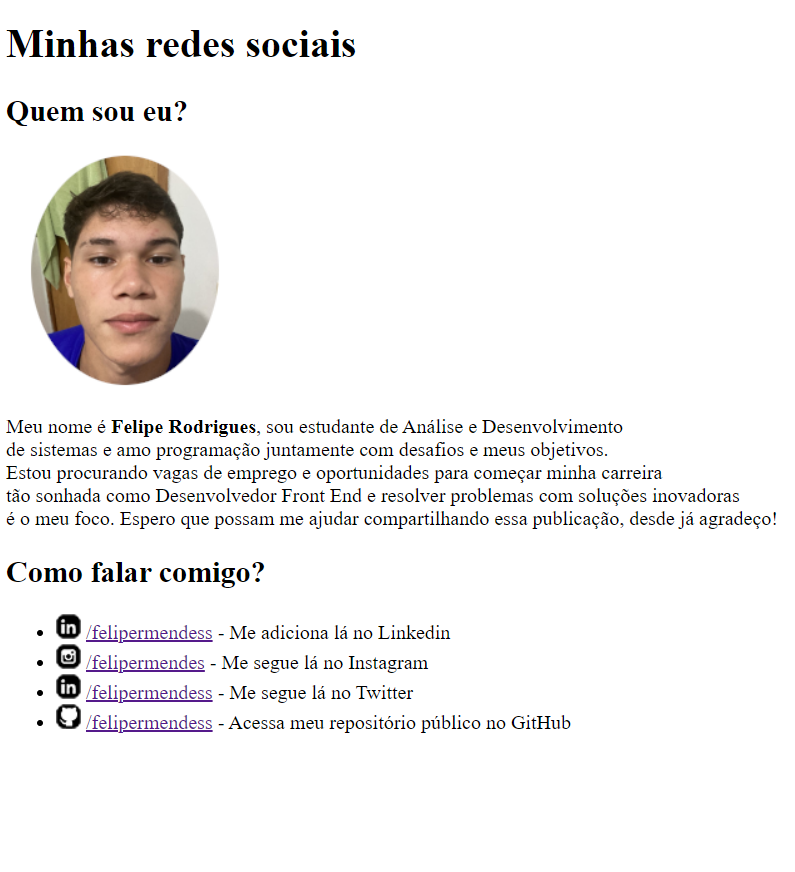 Minhas redes sociais
Quem sou eu?
Meu nome é Felipe Rodrigues, sou estudante de Análise e Desenvolvimento
de sistemas e amo programação juntamente com desafios e meus objetivos.
Estou procurando vagas de emprego e oportunidades para começar minha carreira
tão sonhada como Desenvolvedor Front End e resolver problemas com soluções inovadoras
é o meu foco. Espero que possam me ajudar compartilhando essa publicação, desde já agradeço!
Como falar comigo?
in /felipermendess - Me adiciona lá no Linkedin
/felipermendes - Me segue lá no Instagram
in /felipermendess - Me segue lá no Twitter
/felipermendess - Acessa meu repositório público no GitHub